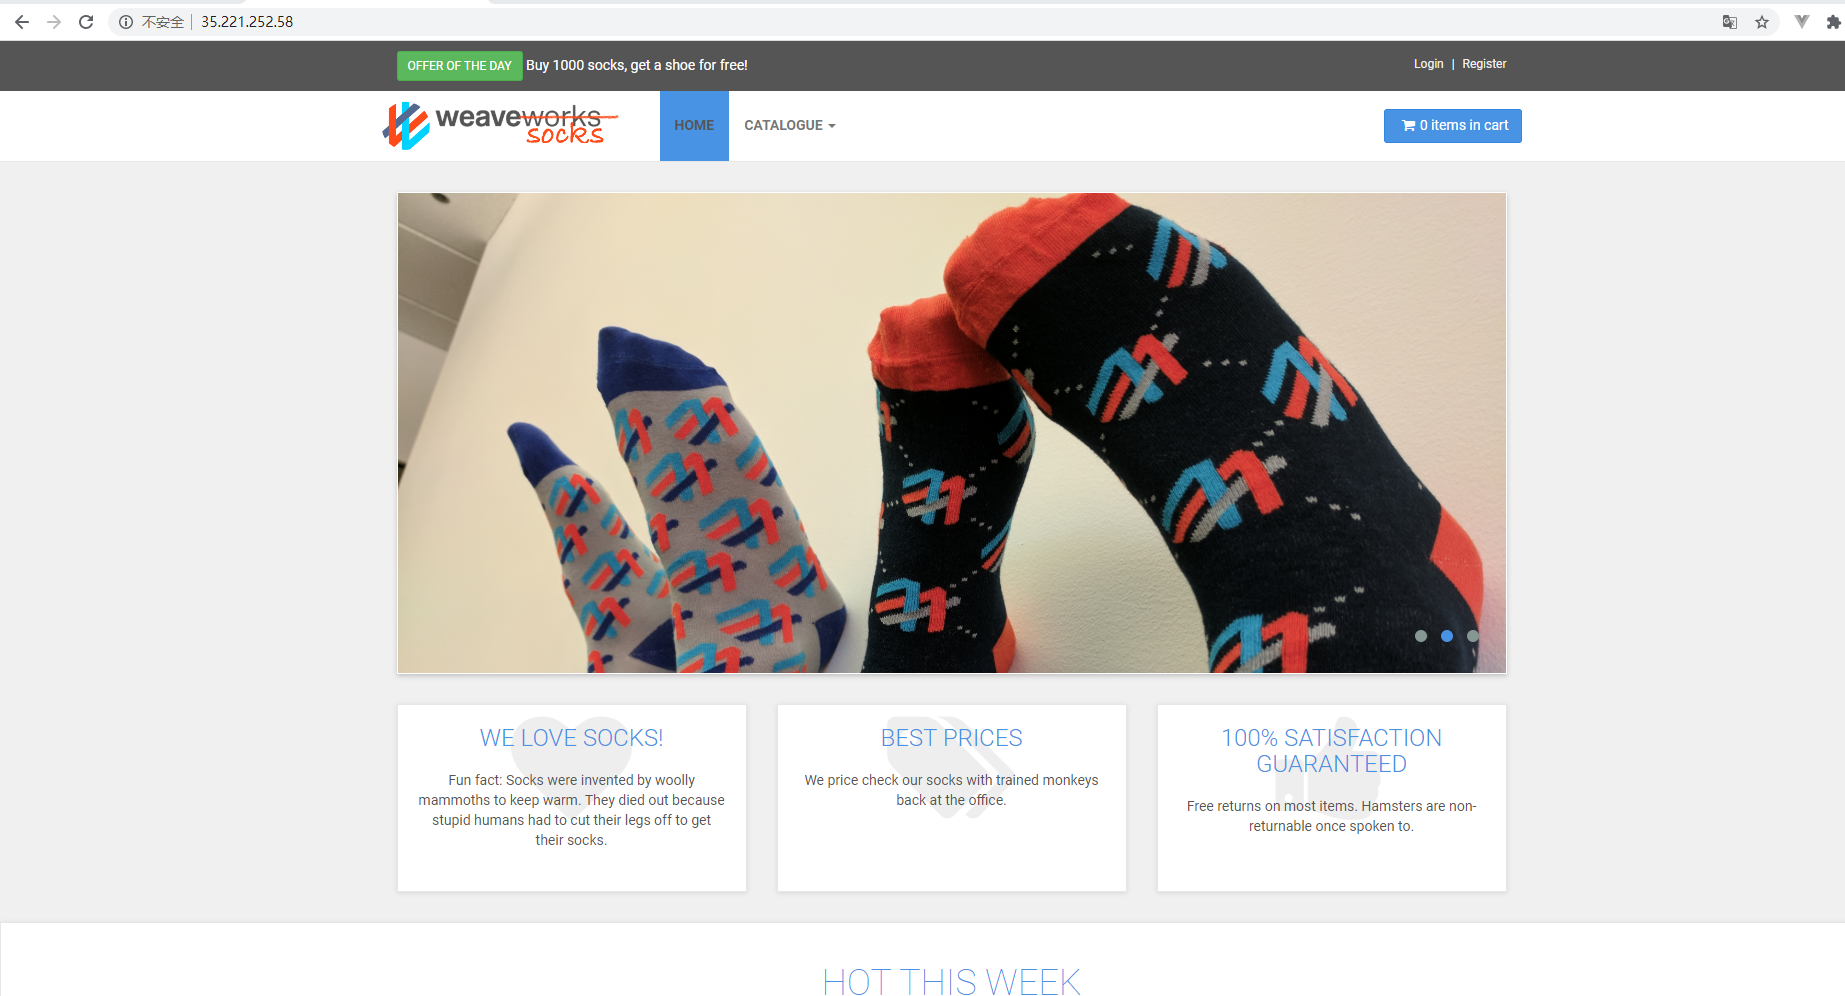 不安全 35.221.252.58
OFFER OF THE DAY Buy 1000 socks, get a shoe for free!
Login | Register
weaveworks
socks
HOME
CATALOGUE
0 items in cart
WE LOVE SOCKS!
Fun fact: Socks were invented by woolly
mammoths to keep warm. They died out because
stupid humans had to cut their legs off to get
their socks.
BEST PRICES
We price check our socks with trained monkeys
back at the office.
100% SATISFACTION
GUARANTEED
Free returns on most items. Hamsters are non-
returnable once spoken to.
HOT THIS WEEK